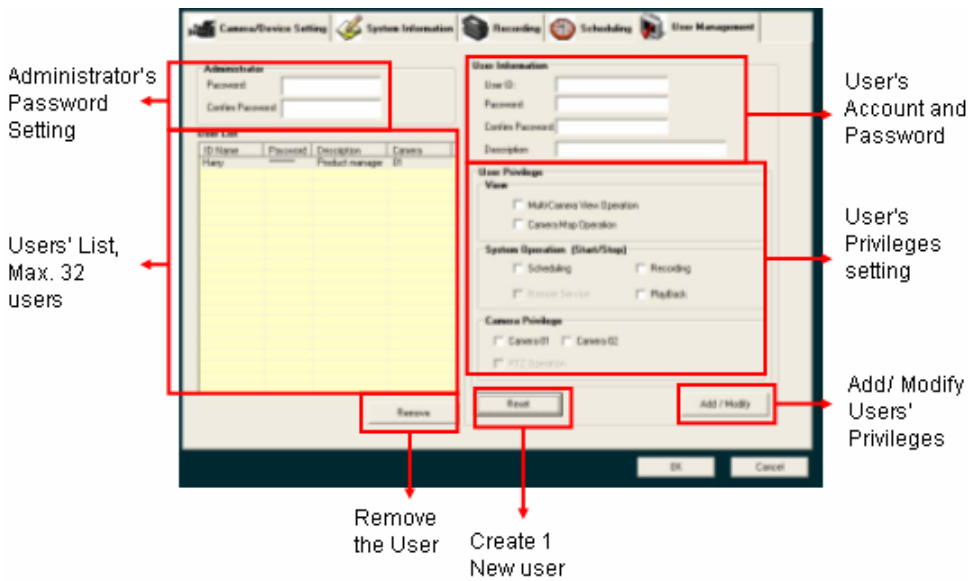 Camera/Device Setting System Information Recording Scheduling User Management
Administrator's
Password
Setting
Administrator
Password:
Confirm Password:
User Information
User ID:
Password:
Confirm Password:
Description:
User's
Account and
Password
User List
ID Name Password Description Camera
Harry ******* Product manager 01
Users' List,
Max. 32
users
User Privilege
View
MultiCamera View Operation
Camera Map Operation
System Operation (Start/Stop)
Scheduling Recording
Remote Service PlayBack
Camera Privilege
Camera 01 Camera 02
PTZ Operation
User's
Privileges
setting
Remove
Reset
Add / Modify
Add/ Modify
Users'
Privileges
OK Cancel
Remove
the User
Create 1
New user